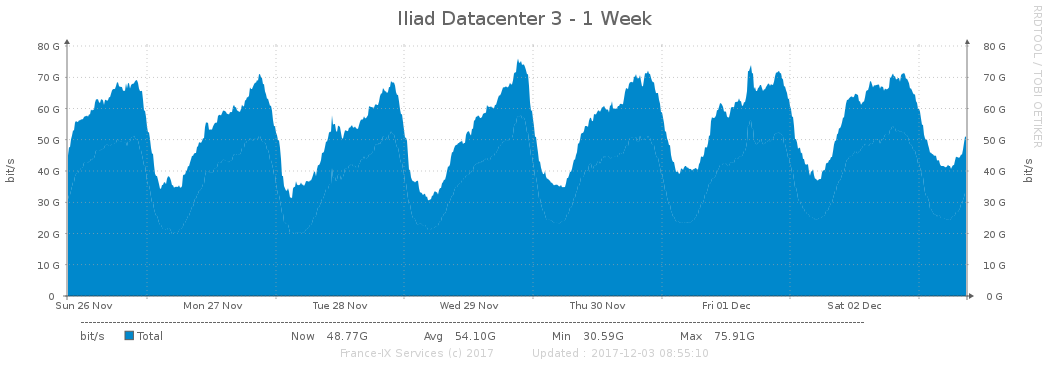 Iliad Datacenter 3 - 1 Week
RRDTOOL / TOBI OETIKER
80 G 80 G
70 G 70 G
60 G 60 G
50 G 50 G
40 G 40 G
30 G 30 G
20 G 20 G
10 G 10 G
0 0 G
bit/s bit/s
Sun 26 Nov Mon 27 Nov Tue 28 Nov Wed 29 Nov Thu 30 Nov Fri 01 Dec Sat 02 Dec
bit/s Total Now 48.77G Avg 54.10G Min 30.59G Max 75.91G
France-IX Services (c) 2017 Updated : 2017-12-03 08:55:10